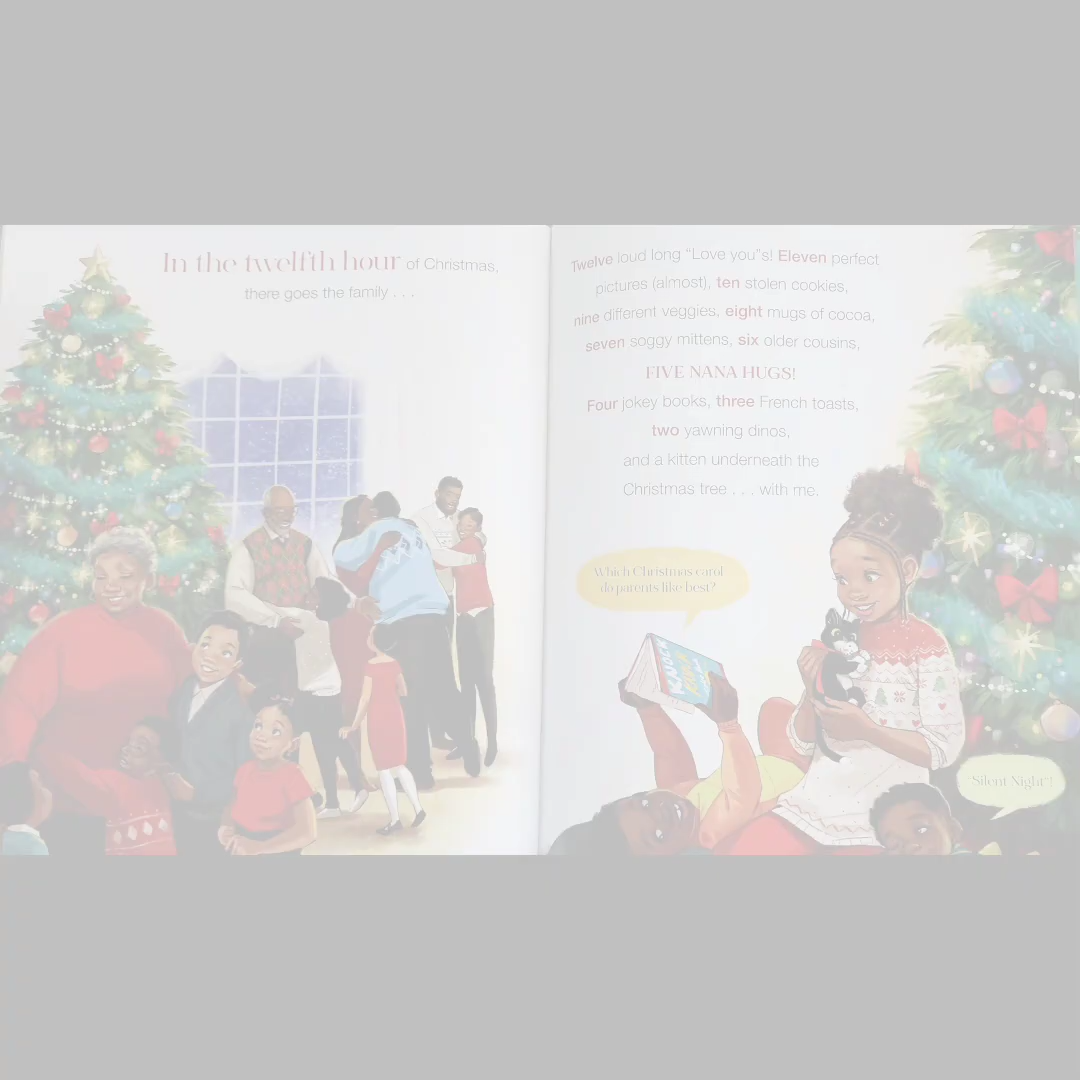 In the twelfth hour of Christmas,
there goes the family . . .
Twelve loud long “Love you”s! Eleven perfect
pictures (almost), ten stolen cookies,
nine different veggies, eight mugs of cocoa,
seven soggy mittens, six older cousins,
FIVE NANA HUGS!
Four jokey books, three French toasts,
two yawning dinos,
and a kitten underneath the
Christmas tree . . . with me.
Which Christmas carol
do parents like best?
KNOCK
KNOCK
“Silent Night”!